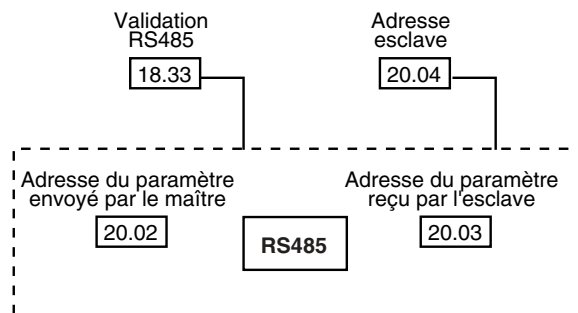 Validation
RS485
18.33
Adresse
esclave
20.04
Adresse du paramètre
envoyé par le maître
20.02
RS485
Adresse du paramètre
reçu par l'esclave
20.03